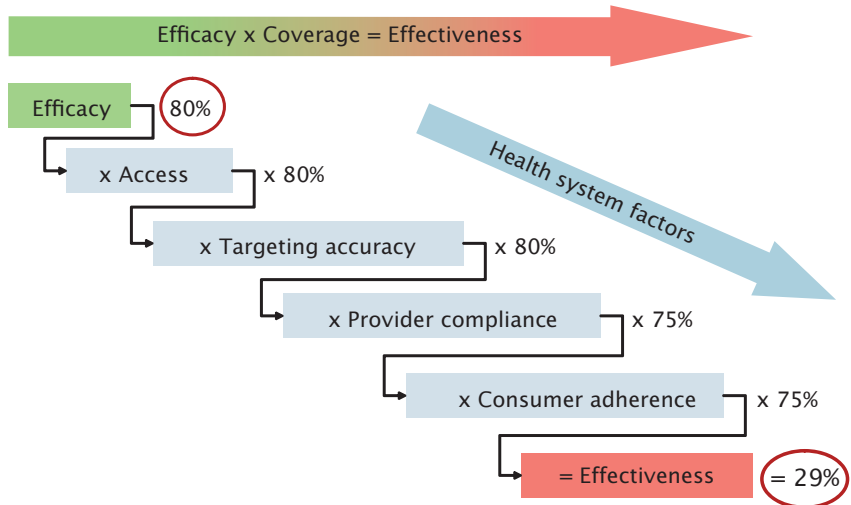 Efficacy x Coverage = Effectiveness
Efficacy
80%
x Access
x 80%
Health system factors
x Targeting accuracy
x 80%
x Provider compliance
x 75%
x Consumer adherence
x 75%
= Effectiveness
= 29%